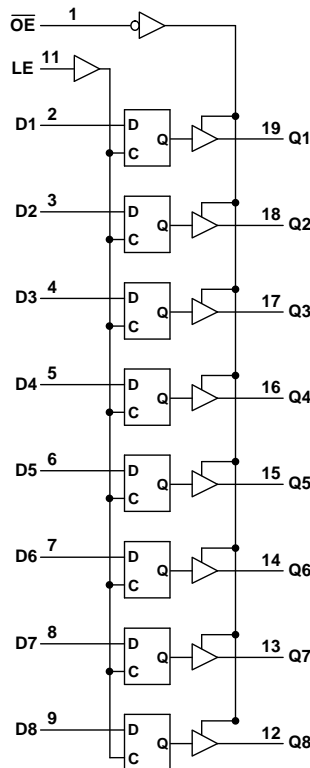 O̅E̅ 1
LE 11
D1 2 D C Q 19 Q1
D2 3 D C Q 18 Q2
D3 4 D C Q 17 Q3
D4 5 D C Q 16 Q4
D5 6 D C Q 15 Q5
D6 7 D C Q 14 Q6
D7 8 D C Q 13 Q7
D8 9 D C Q 12 Q8